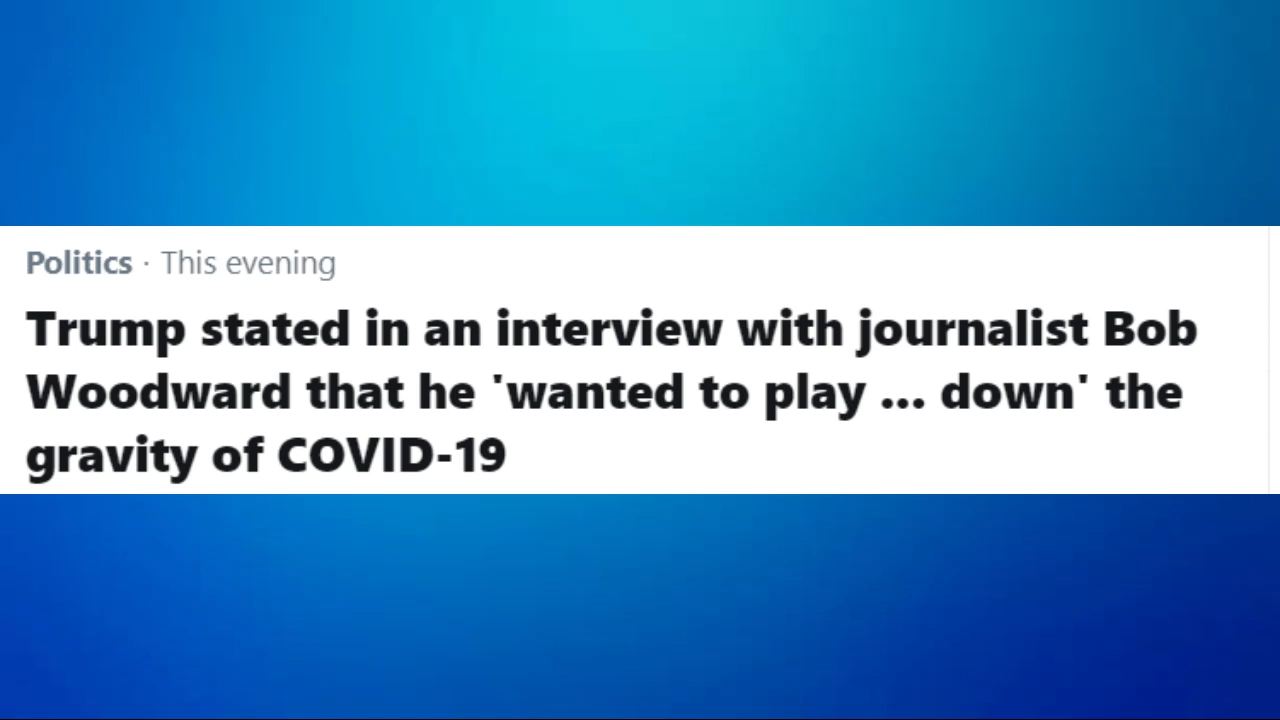 Politics · This evening
Trump stated in an interview with journalist Bob
Woodward that he 'wanted to play ... down' the
gravity of COVID-19